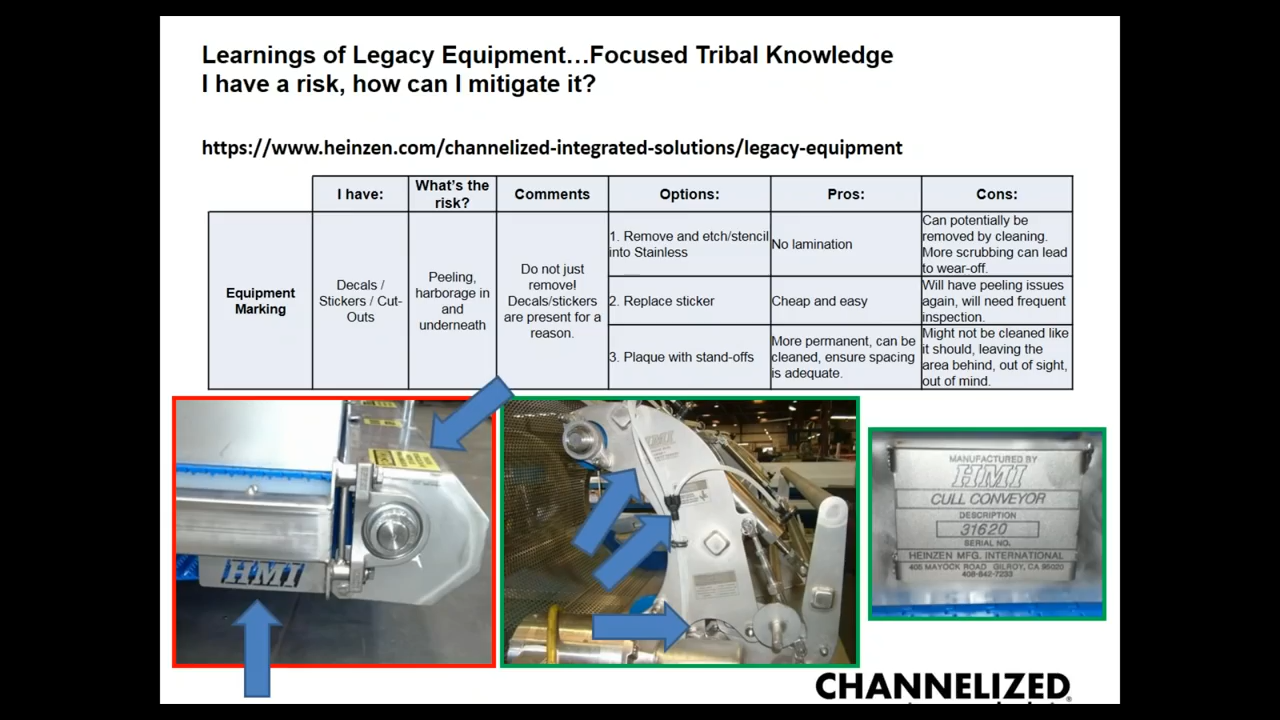 Learnings of Legacy Equipment…Focused Tribal Knowledge
I have a risk, how can I mitigate it?
https://www.heinzen.com/channelized-integrated-solutions/legacy-equipment
I have:
What's the
risk?
Comments
Options:
Pros:
Cons:
Equipment
Marking
Decals /
Stickers / Cut-
Outs
Peeling,
harborage in
and
underneath
Do not just
remove!
Decals/stickers
are present for a
reason.
1. Remove and etch/stencil
into Stainless
No lamination
Can potentially be
removed by cleaning.
More scrubbing can lead
to wear-off.
2. Replace sticker
Cheap and easy
Will have peeling issues
again, will need frequent
inspection.
3. Plaque with stand-offs
More permanent, can be
cleaned, ensure spacing
is adequate.
Might not be cleaned like
it should, leaving the
area behind, out of sight,
out of mind.
HMI
HMI
MANUFACTURED BY
HMI
CULL CONVEYOR
DESCRIPTION
31620
SERIAL NO.
HEINZEN MFG. INTERNATIONAL
405 MAYOCK ROAD GILROY, CA 95020
408-842-7233
CHANNELIZED®